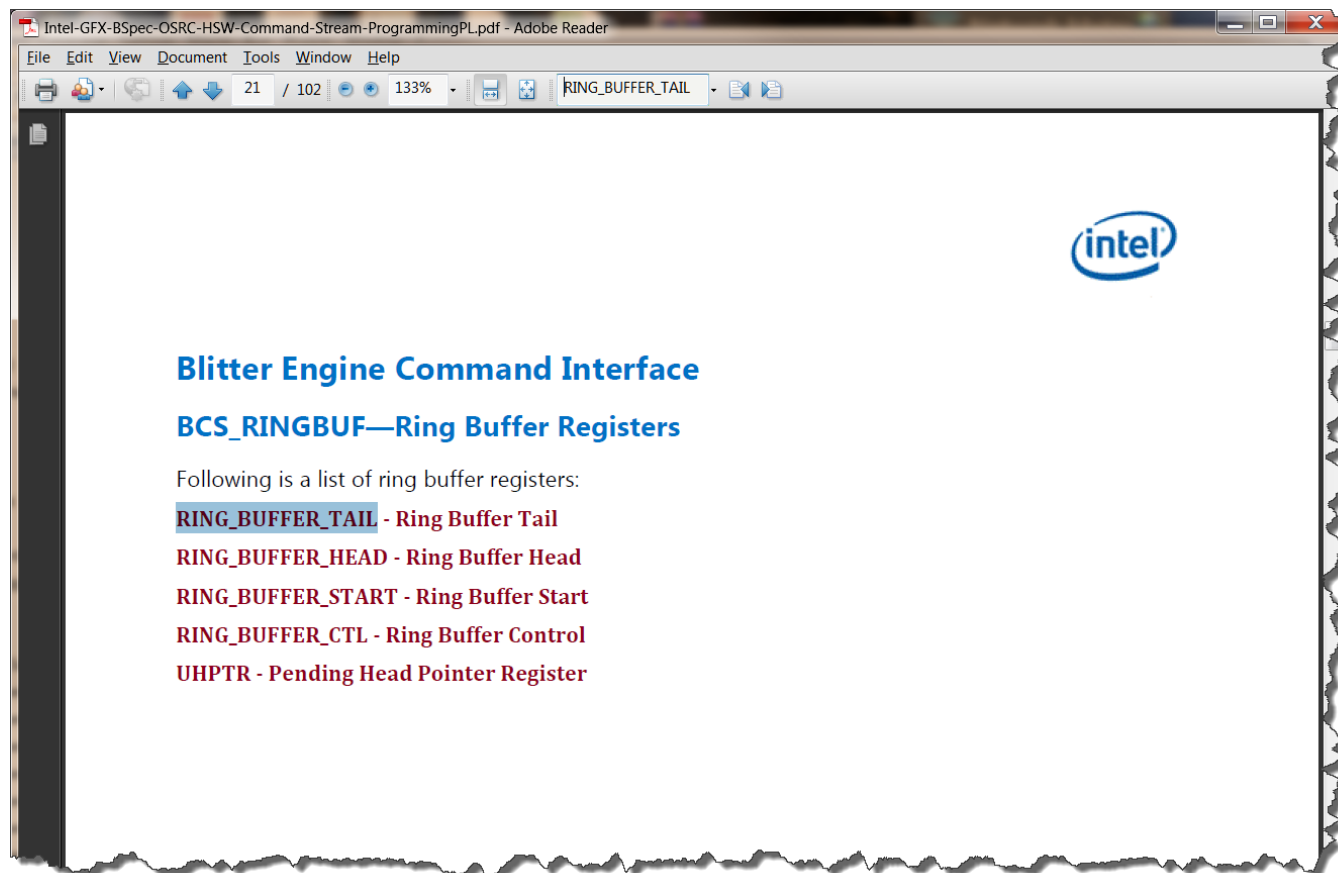 Intel-GFX-BSpec-OSRC-HSW-Command-Stream-ProgrammingPL.pdf - Adobe Reader
File Edit View Document Tools Window Help
21 / 102 133% RING_BUFFER_TAIL
intel
Blitter Engine Command Interface
BCS_RINGBUF—Ring Buffer Registers
Following is a list of ring buffer registers:
RING_BUFFER_TAIL - Ring Buffer Tail
RING_BUFFER_HEAD - Ring Buffer Head
RING_BUFFER_START - Ring Buffer Start
RING_BUFFER_CTL - Ring Buffer Control
UHPTR - Pending Head Pointer Register